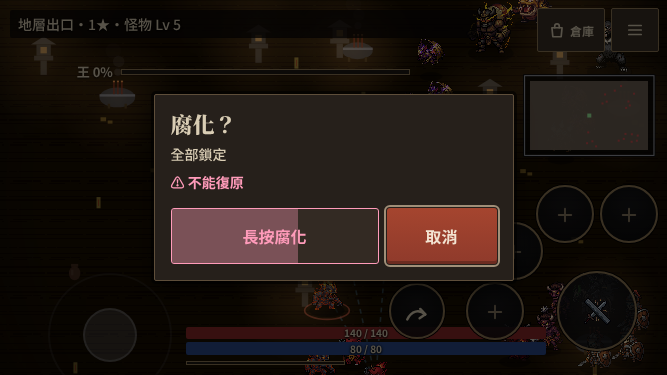 地層出口・1★・怪物 Lv 5
倉庫
王 0%
腐化？
全部鎖定
不能復原
長按腐化
取消
140 / 140
80 / 80